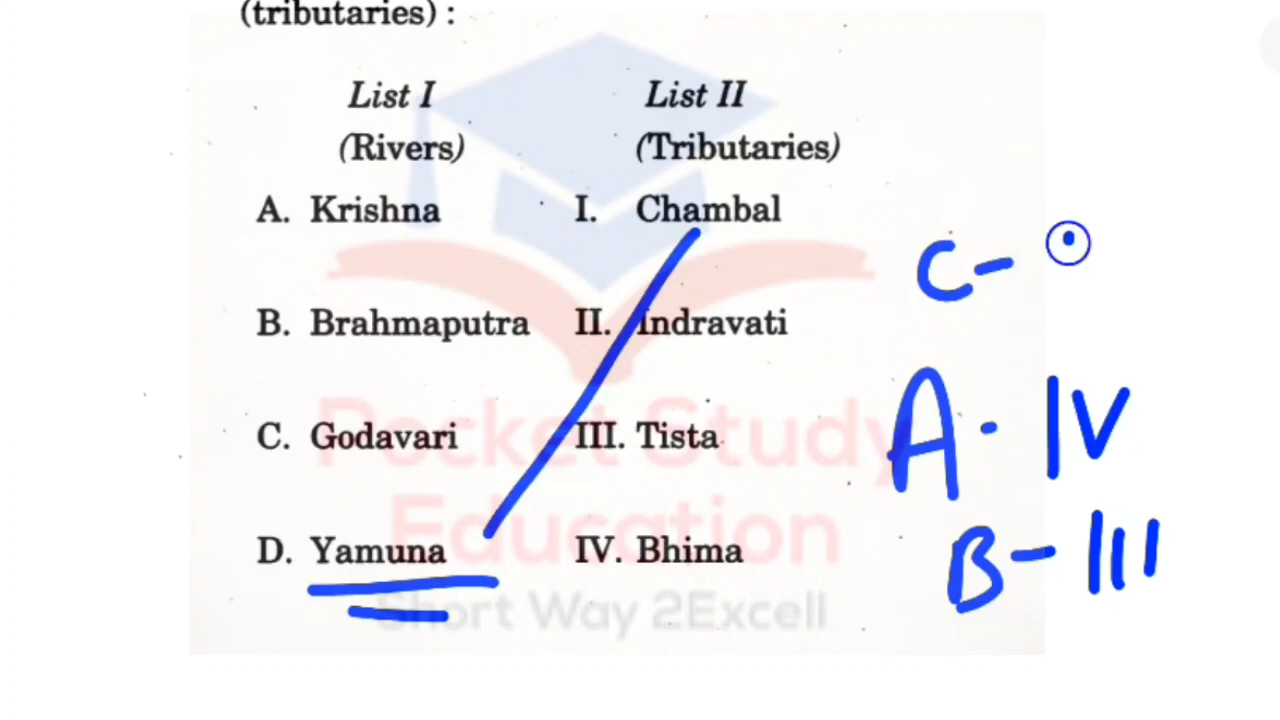 (tributaries) :
List I List II
(Rivers) (Tributaries)
A. Krishna I. Chambal
B. Brahmaputra II. Indravati
C. Godavari III. Tista
D. Yamuna IV. Bhima
C-
A - IV
B - III
Pocket Study
Education
Short Way 2Excell